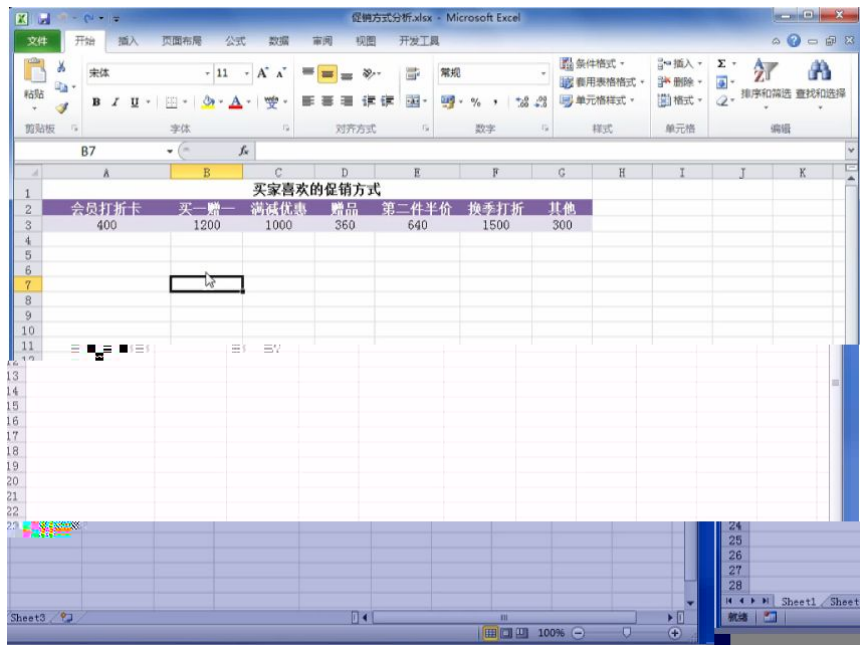 促销方式分析.xlsx - Microsoft Excel
文件 开始 插入 页面布局 公式 数据 审阅 视图 开发工具
宋体 11 常规 条件格式 插入 Σ
粘贴 套用表格格式 删除 排序和筛选 查找和选择
B I U % 单元格样式 格式
剪贴板 字体 对齐方式 数字 样式 单元格 编辑
B7 fx
A B C D E F G H I J K
1 买家喜欢的促销方式
2 会员打折卡 买一赠一 满减优惠 赠品 第二件半价 换季打折 其他
3 400 1200 1000 360 640 1500 300
4
5
6
7
8
9
10
11
12
13
14
15
16
17
18
19
20
21
22
23 24
25
26
27
28
Sheet3 Sheet1 Sheet
就绪
100%